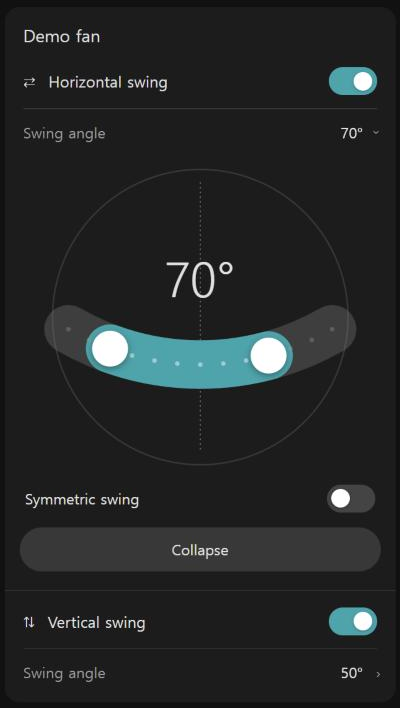 Demo fan
Horizontal swing
Swing angle 70°
70°
Symmetric swing
Collapse
Vertical swing
Swing angle 50°